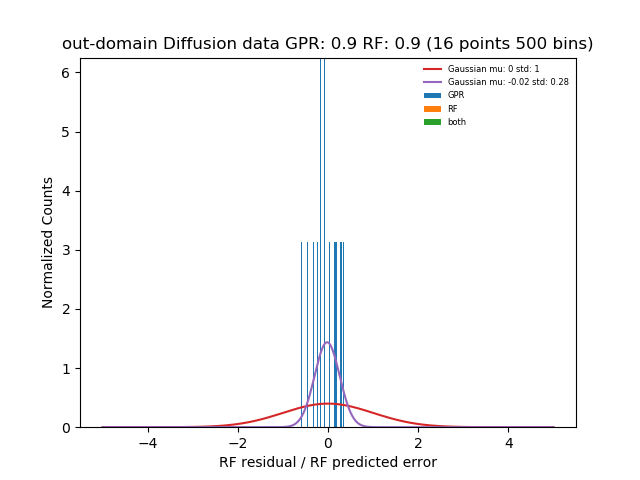 out-domain Diffusion data GPR: 0.9 RF: 0.9 (16 points 500 bins)
Gaussian mu: 0 std: 1
Gaussian mu: -0.02 std: 0.28
GPR
RF
both
Normalized Counts
6
5
4
3
2
1
0
−4 −2 0 2 4
RF residual / RF predicted error